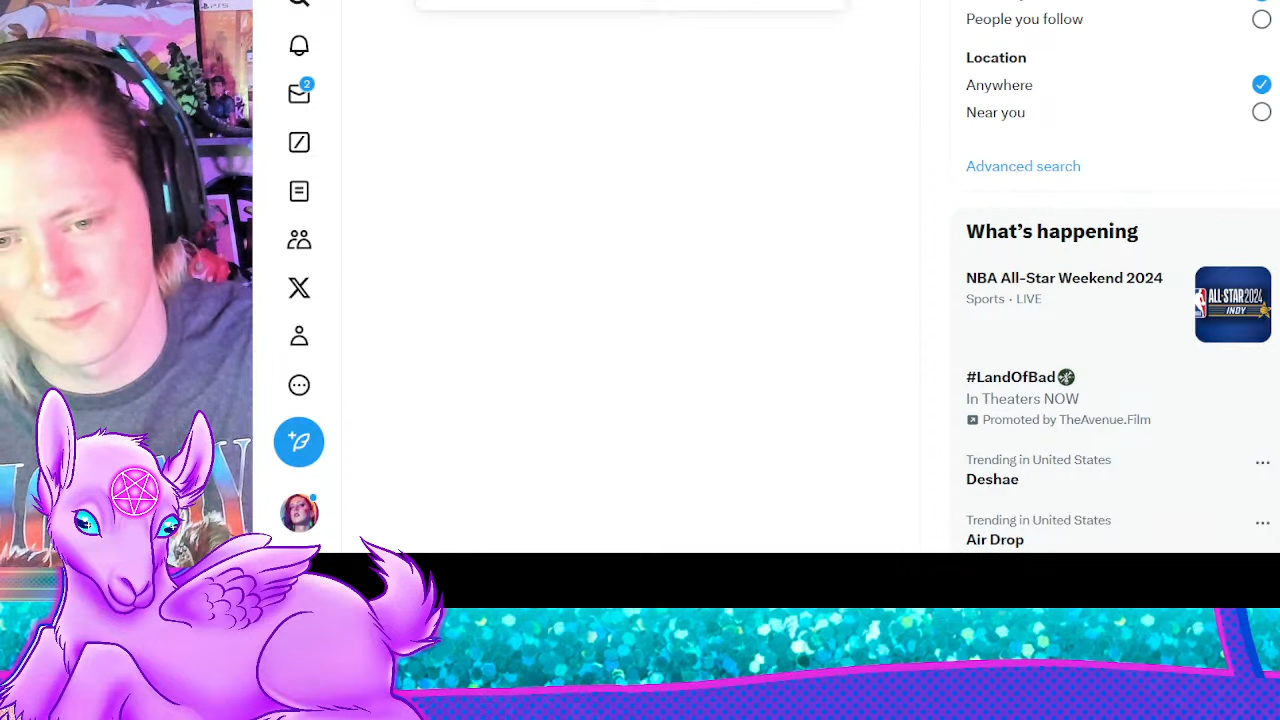 2
People you follow
Location
Anywhere
Near you
Advanced search
What's happening
NBA All-Star Weekend 2024
Sports · LIVE
ALL-STAR 2024
INDY
#LandOfBad
In Theaters NOW
Promoted by TheAvenue.Film
Trending in United States
Deshae
Trending in United States
Air Drop